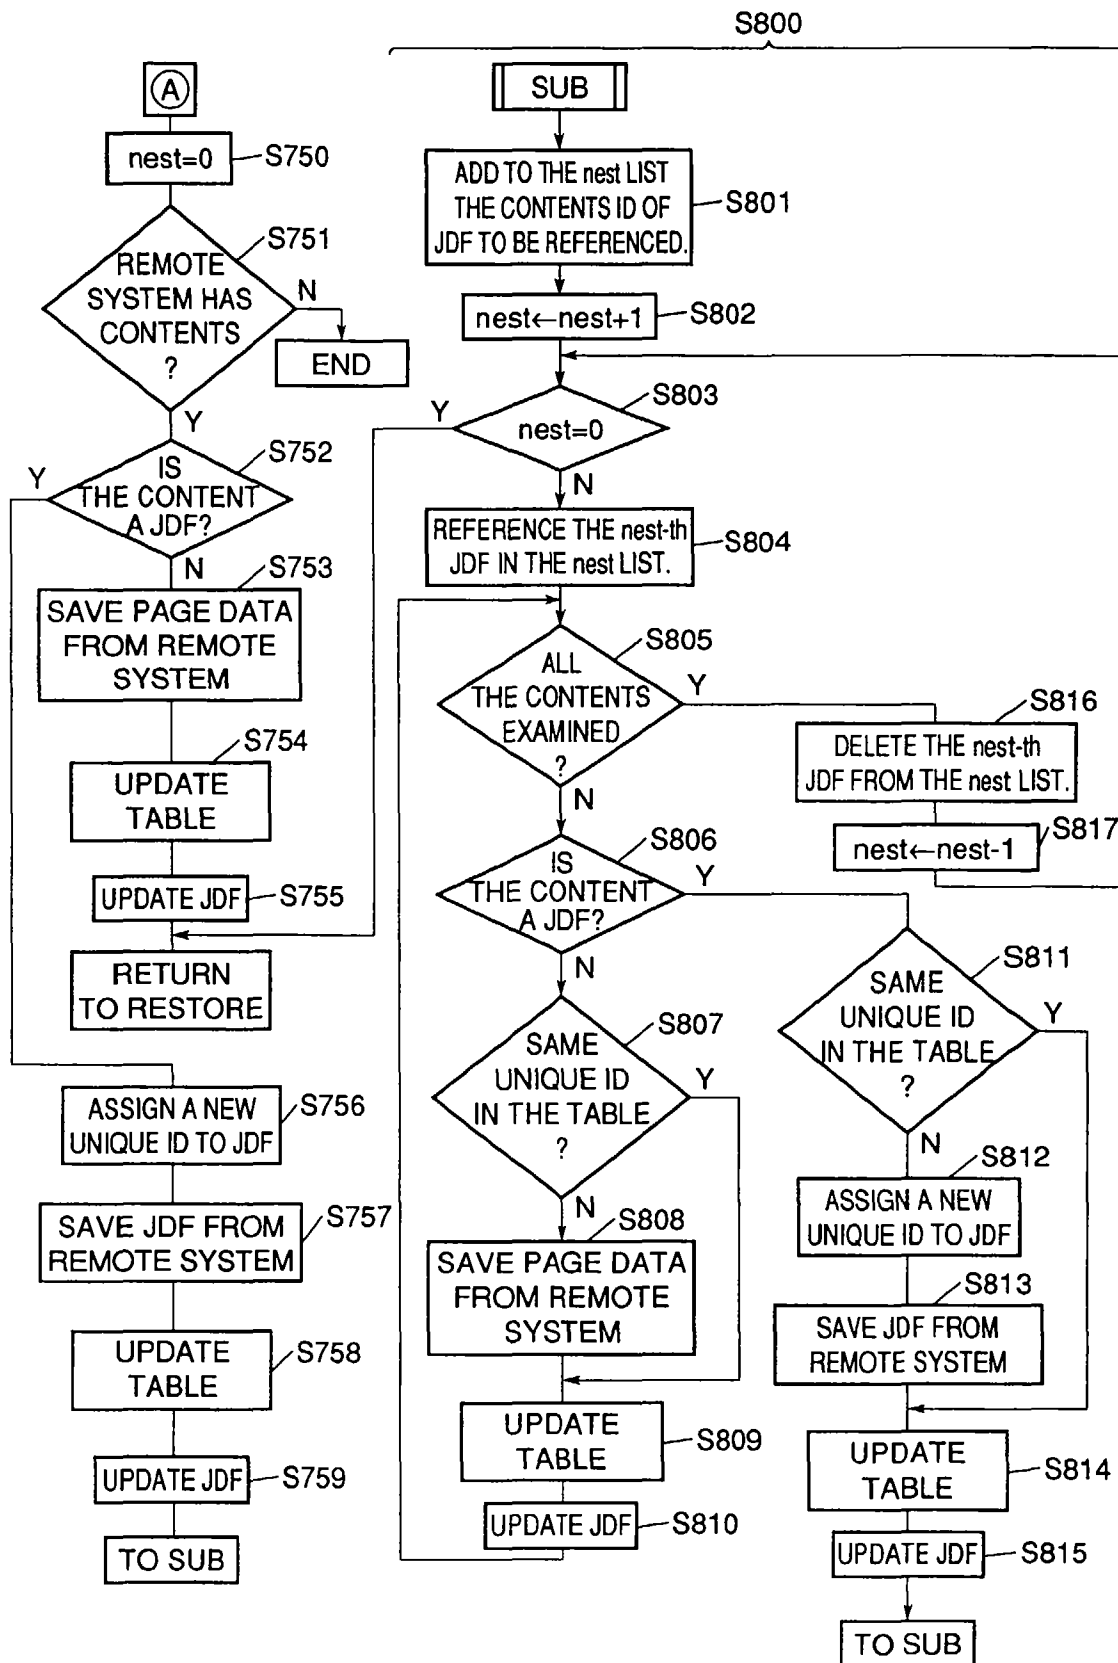 S800
A
nest=0
S750
REMOTE
SYSTEM HAS
CONTENTS
?
S751
N
END
Y
IS
THE CONTENT
A JDF?
S752
Y
N
SAVE PAGE DATA
FROM REMOTE
SYSTEM
S753
UPDATE
TABLE
S754
UPDATE JDF
S755
RETURN
TO RESTORE
ASSIGN A NEW
UNIQUE ID TO JDF
S756
SAVE JDF FROM
REMOTE SYSTEM
S757
UPDATE
TABLE
S758
UPDATE JDF
S759
TO SUB
SUB
ADD TO THE nest LIST
THE CONTENTS ID OF
JDF TO BE REFERENCED.
S801
nest←nest+1
S802
nest=0
S803
Y
N
REFERENCE THE nest-th
JDF IN THE nest LIST.
S804
ALL
THE CONTENTS
EXAMINED
?
S805
Y
N
IS
THE CONTENT
A JDF?
S806
Y
N
SAME
UNIQUE ID
IN THE TABLE
?
S807
Y
N
SAVE PAGE DATA
FROM REMOTE
SYSTEM
S808
UPDATE
TABLE
S809
UPDATE JDF
S810
DELETE THE nest-th
JDF FROM THE nest LIST.
S816
nest←nest-1
S817
SAME
UNIQUE ID
IN THE TABLE
?
S811
Y
N
ASSIGN A NEW
UNIQUE ID TO JDF
S812
SAVE JDF FROM
REMOTE SYSTEM
S813
UPDATE
TABLE
S814
UPDATE JDF
S815
TO SUB